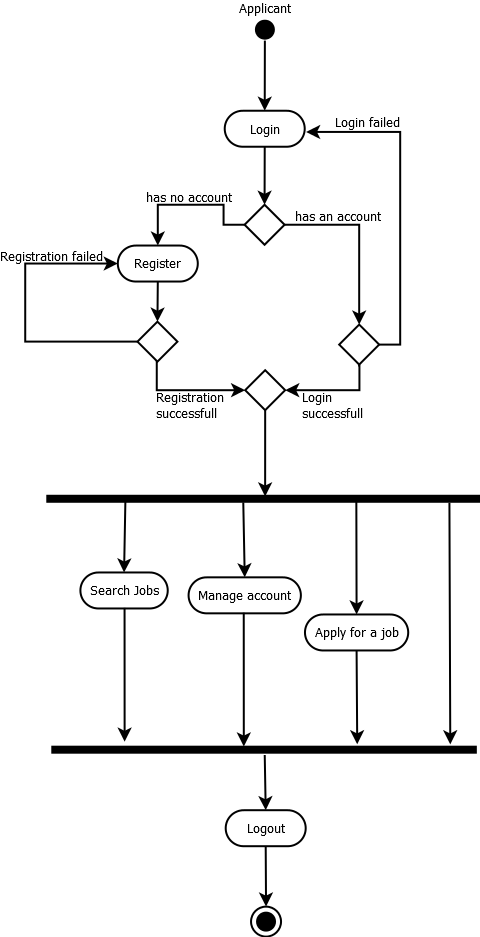 Applicant
Login
Login failed
has no account
has an account
Registration failed
Register
Registration
successfull
Login
successfull
Search Jobs
Manage account
Apply for a job
Logout